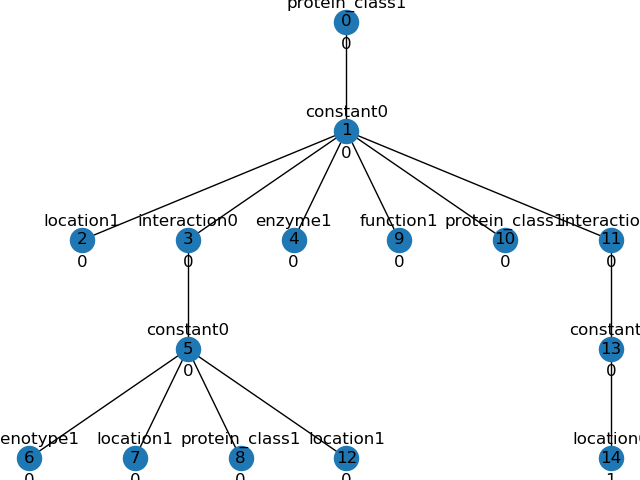 protein_class1
0
0
constant0
1
0
location1 interaction0 enzyme1 function1 protein_class1 interactio
2 3 4 9 10 11
0 0 0 0 0 0
constant0 constant
5 13
0 0
enotype1 location1 protein_class1 location1 location
6 7 8 12 14
0 0 0 0 1